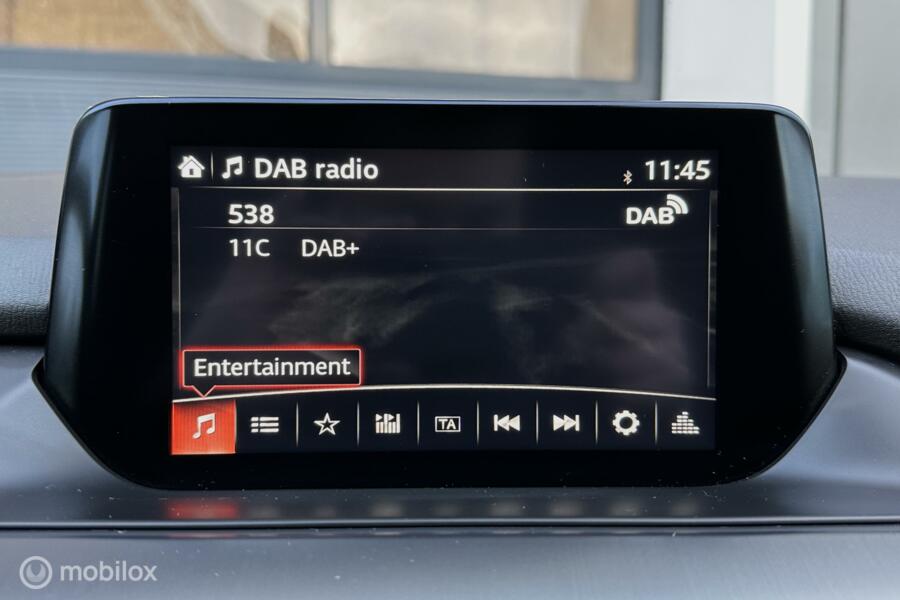 DAB radio 11:45
538 DAB
11C DAB+
Entertainment
TA
mobilox